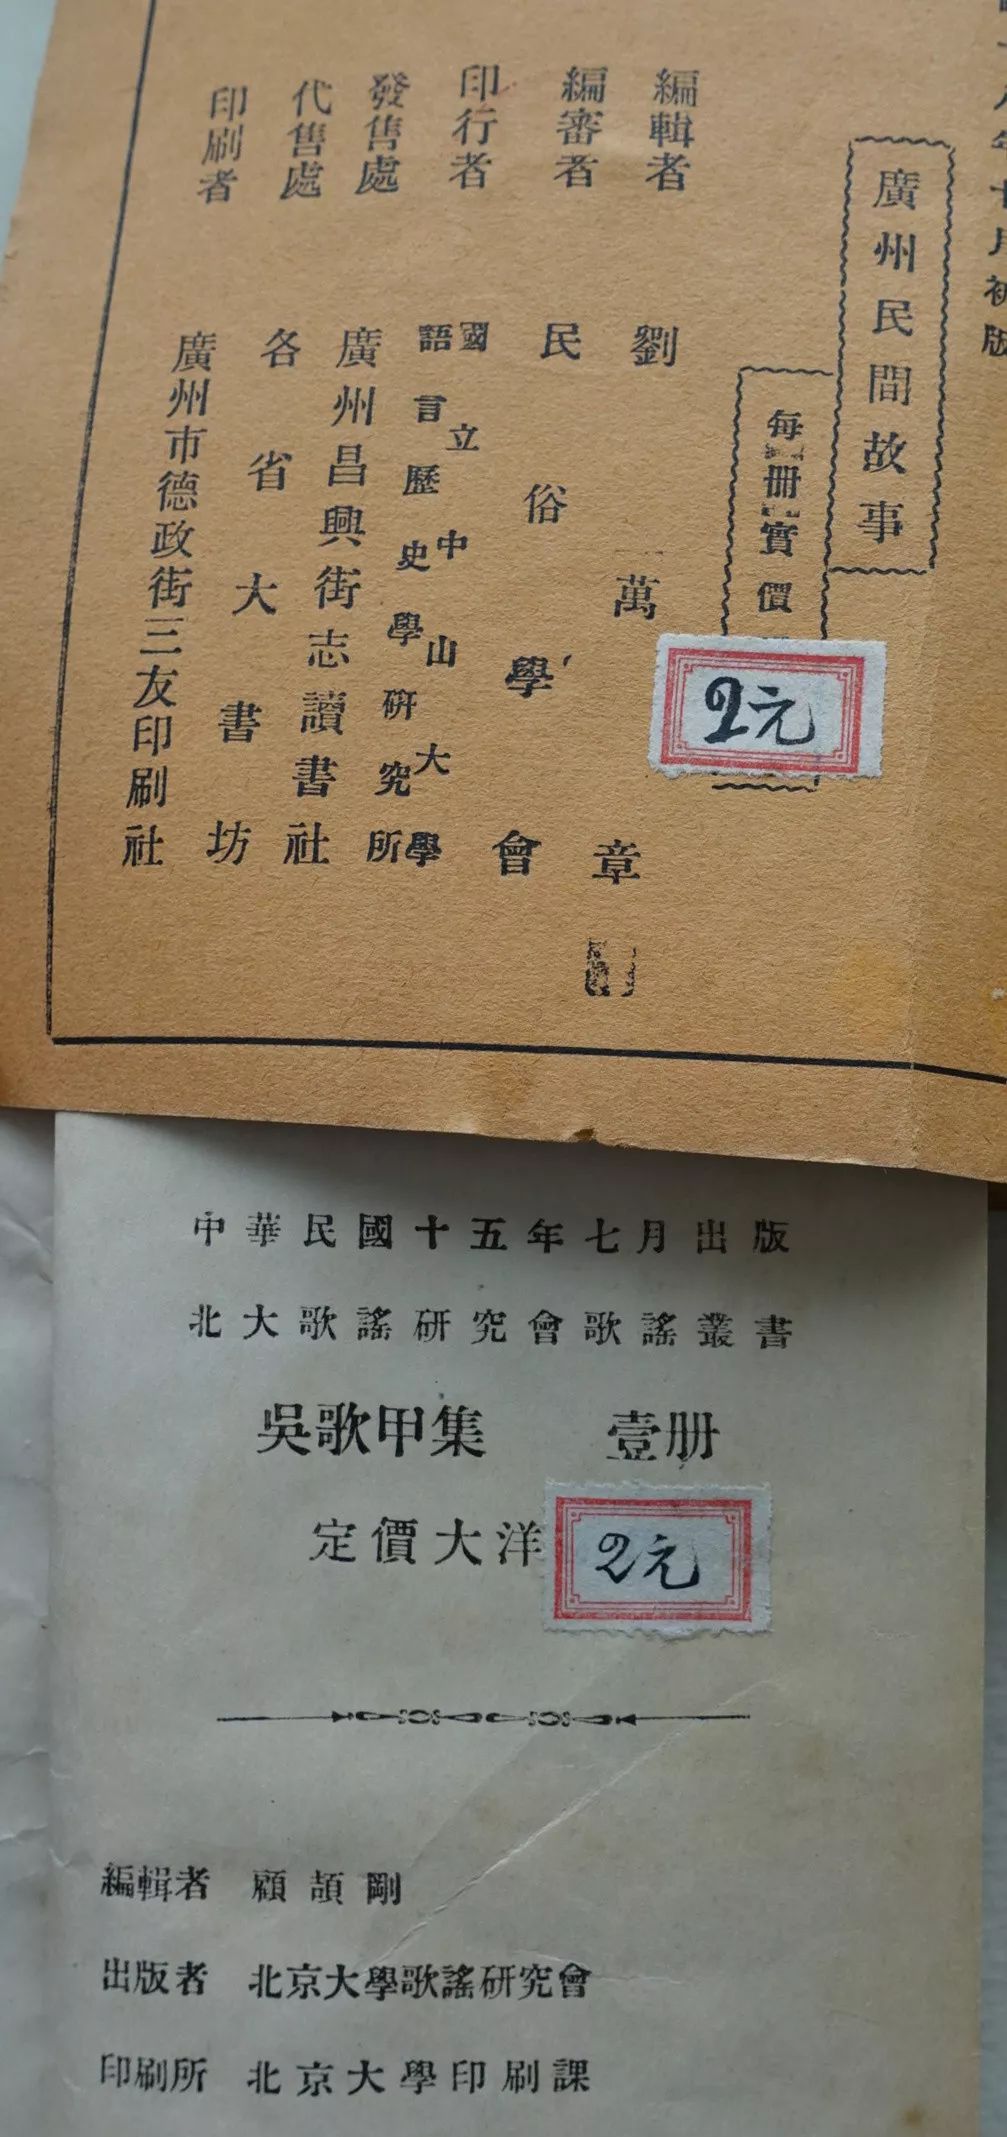 年十月初版
廣州民間故事
每冊實價
2元
編輯者 劉萬章
編審者 民俗學會
印行者 國立中山大學
語言歷史學研究所
發售處 廣州昌興街志讀書社
代售處 各省大書坊
印刷者 廣州市德政街三友印刷社
中華民國十五年七月出版
北大歌謠研究會歌謠叢書
吳歌甲集 壹册
定價大洋 2元
編輯者 顧頡剛
出版者 北京大學歌謠研究會
印刷所 北京大學印刷課